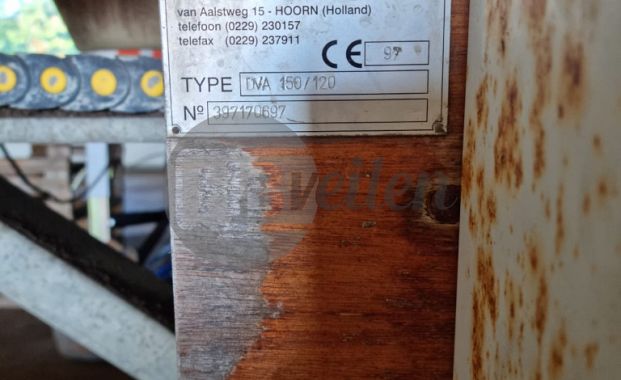 van Aalstweg 15 - HOORN (Holland)
telefoon (0229) 230157
telefax (0229) 237911
CE 97
TYPE DVA 150/120
Nº 397170697
veilen